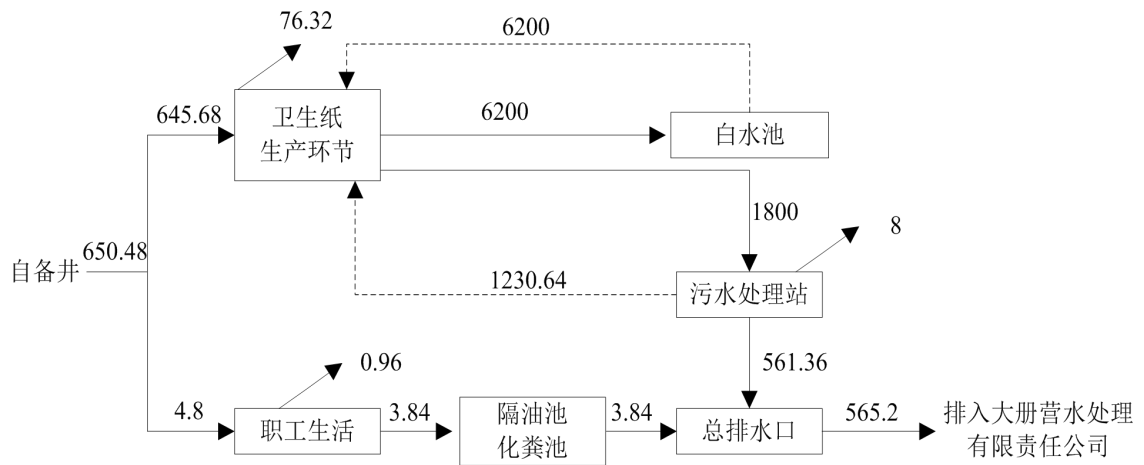 76.32
6200
645.68
卫生纸
生产环节
6200
白水池
1800
8
650.48
自备井
1230.64
污水处理站
561.36
0.96
4.8
职工生活
3.84
隔油池
化粪池
3.84
总排水口
565.2
排入大册营水处理
有限责任公司